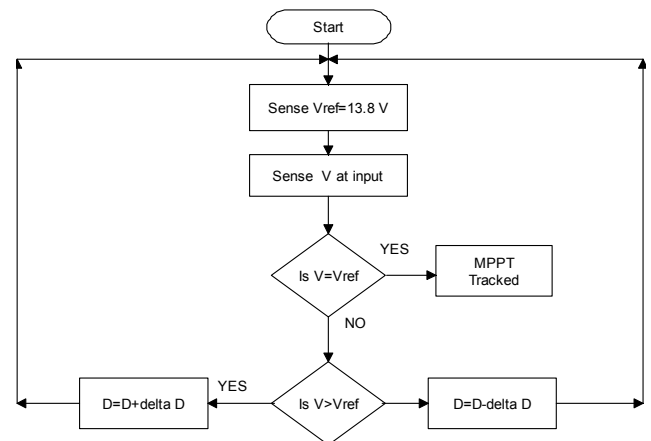 Start
Sense Vref=13.8 V
Sense V at input
Is V=Vref
YES
MPPT
Tracked
NO
Is V>Vref
YES
D=D+delta D
D=D-delta D